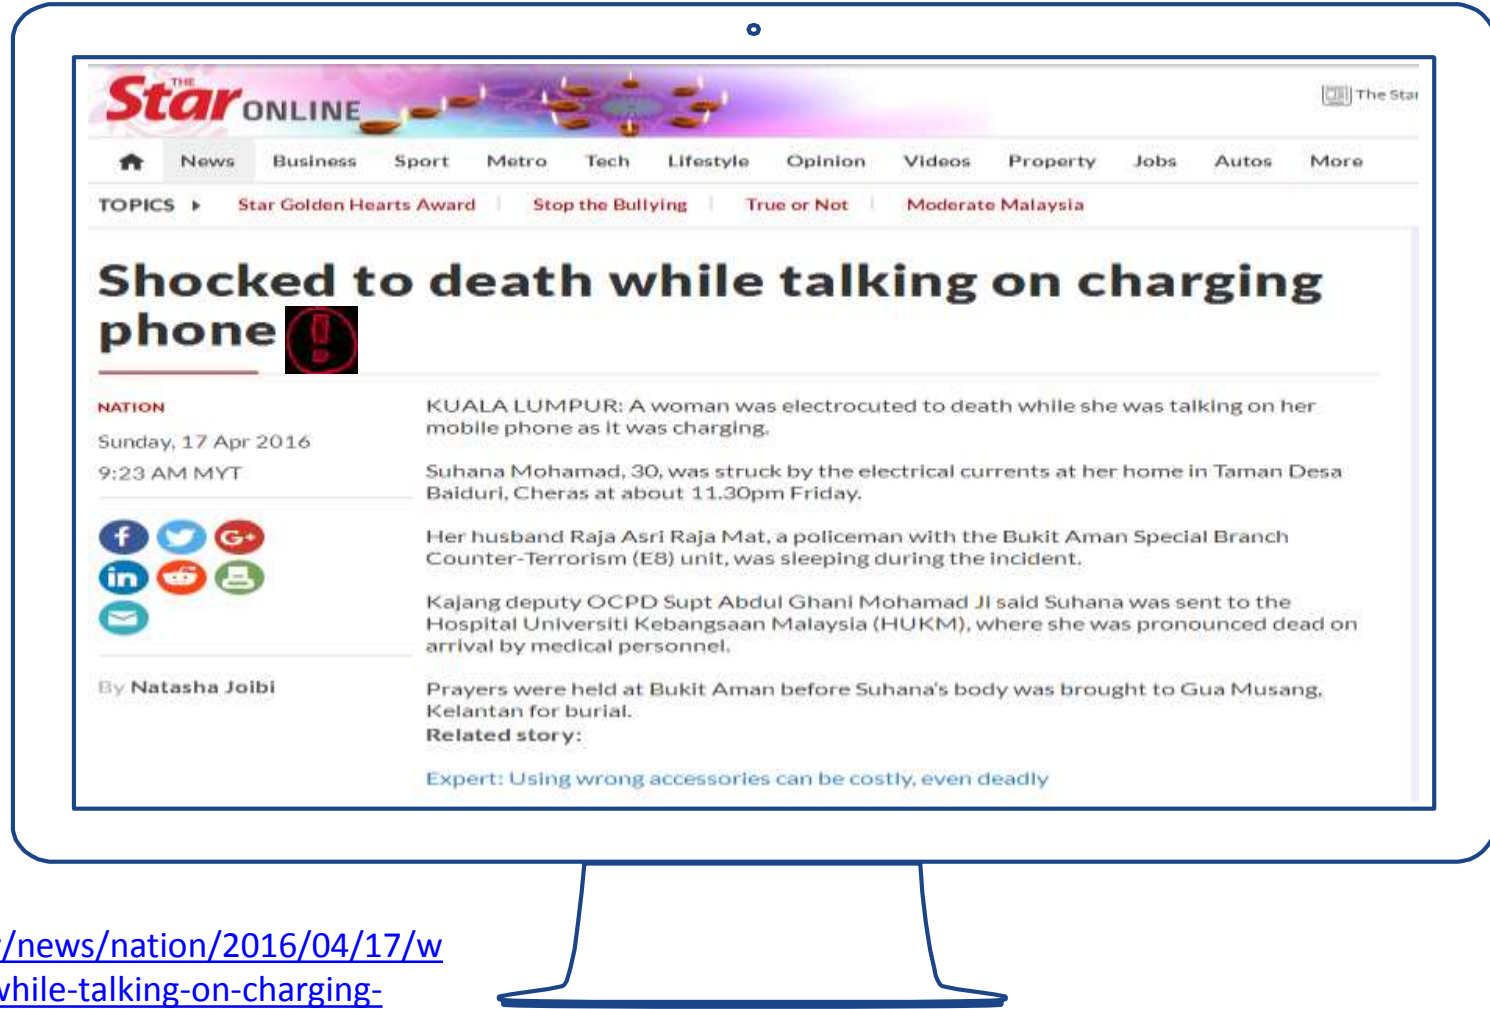 THE
Star ONLINE
The Star
News Business Sport Metro Tech Lifestyle Opinion Videos Property Jobs Autos More
TOPICS Star Golden Hearts Award Stop the Bullying True or Not Moderate Malaysia
Shocked to death while talking on charging
phone
NATION
Sunday, 17 Apr 2016
9:23 AM MYT
By Natasha Joibi
KUALA LUMPUR: A woman was electrocuted to death while she was talking on her
mobile phone as it was charging.
Suhana Mohamad, 30, was struck by the electrical currents at her home in Taman Desa
Baiduri, Cheras at about 11.30pm Friday.
Her husband Raja Asri Raja Mat, a policeman with the Bukit Aman Special Branch
Counter-Terrorism (E8) unit, was sleeping during the incident.
Kajang deputy OCPD Supt Abdul Ghani Mohamad Ji said Suhana was sent to the
Hospital Universiti Kebangsaan Malaysia (HUKM), where she was pronounced dead on
arrival by medical personnel.
Prayers were held at Bukit Aman before Suhana's body was brought to Gua Musang,
Kelantan for burial.
Related story:
Expert: Using wrong accessories can be costly, even deadly
/news/nation/2016/04/17/w
while-talking-on-charging-